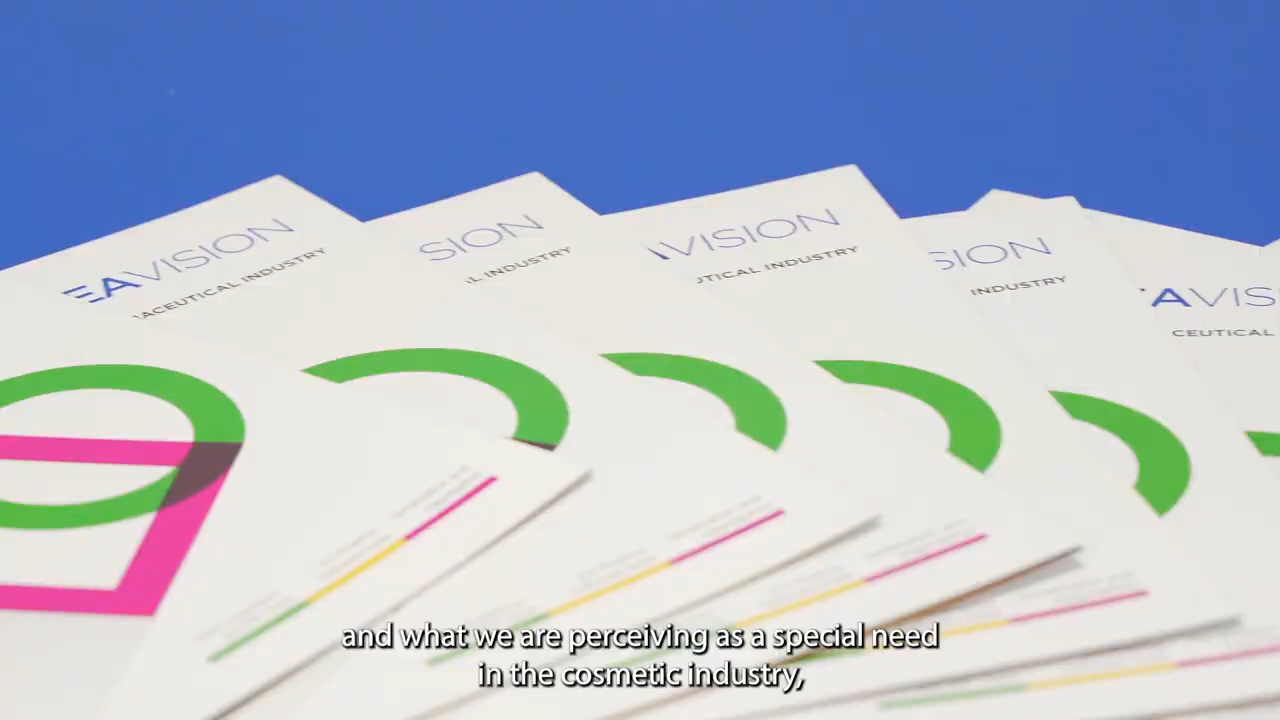 EAVISION
ACEUTICAL INDUSTRY
SION
L INDUSTRY
VISION
UTICAL INDUSTRY
SION
INDUSTRY
AVIS
CEUTICAL
and what we are perceiving as a special need
in the cosmetic industry,